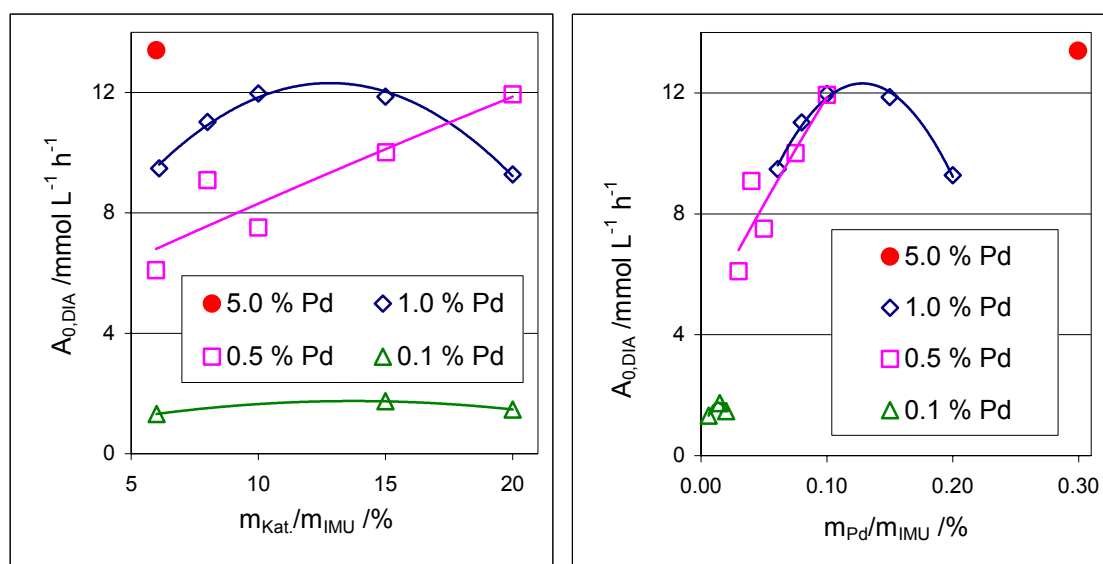 A0,DIA /mmol L⁻¹ h⁻¹
12
8
4
0
5.0 % Pd 1.0 % Pd
0.5 % Pd 0.1 % Pd
5 10 15 20
mKat./mIMU /%
A0,DIA /mmol L⁻¹ h⁻¹
12
8
4
0
5.0 % Pd
1.0 % Pd
0.5 % Pd
0.1 % Pd
0.00 0.10 0.20 0.30
mPd/mIMU /%